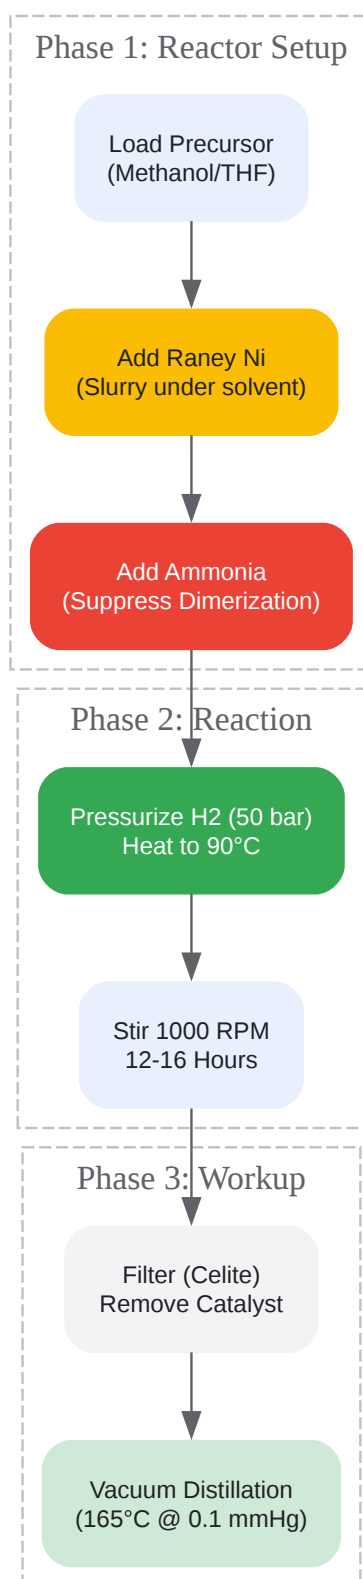 Phase 1: Reactor Setup
Load Precursor
(Methanol/THF)
Add Raney Ni
(Slurry under solvent)
Add Ammonia
(Suppress Dimerization)
Phase 2: Reaction
Pressurize H2 (50 bar)
Heat to 90°C
Stir 1000 RPM
12-16 Hours
Phase 3: Workup
Filter (Celite)
Remove Catalyst
Vacuum Distillation
(165°C @ 0.1 mmHg)